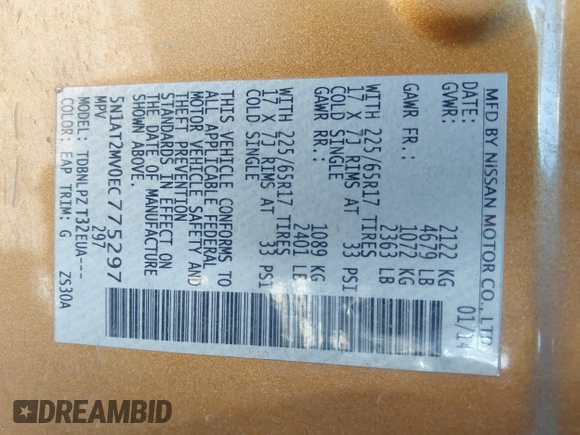 MFD BY NISSAN MOTOR CO., LTD.
DATE: 01/14
GVWR: 2122 KG
4679 LB
GAWR FR.: 1072 KG
2363 LB
WITH 225/65R17 TIRES
17 X 7J RIMS AT 33 PSI
COLD SINGLE
GAWR RR.: 1089 KG
2401 LB
WITH 225/65R17 TIRES
17 X 7J RIMS AT 33 PSI
COLD SINGLE
THIS VEHICLE CONFORMS TO
ALL APPLICABLE FEDERAL
MOTOR VEHICLE SAFETY AND
THEFT PREVENTION
STANDARDS IN EFFECT ON
THE DATE OF MANUFACTURE
SHOWN ABOVE.
5N1AT2MV0EC775297
MPV 297
TDBNLPZ T32EUA---
COLOR: EAP TRIM: G ZS30A
DREAMBID